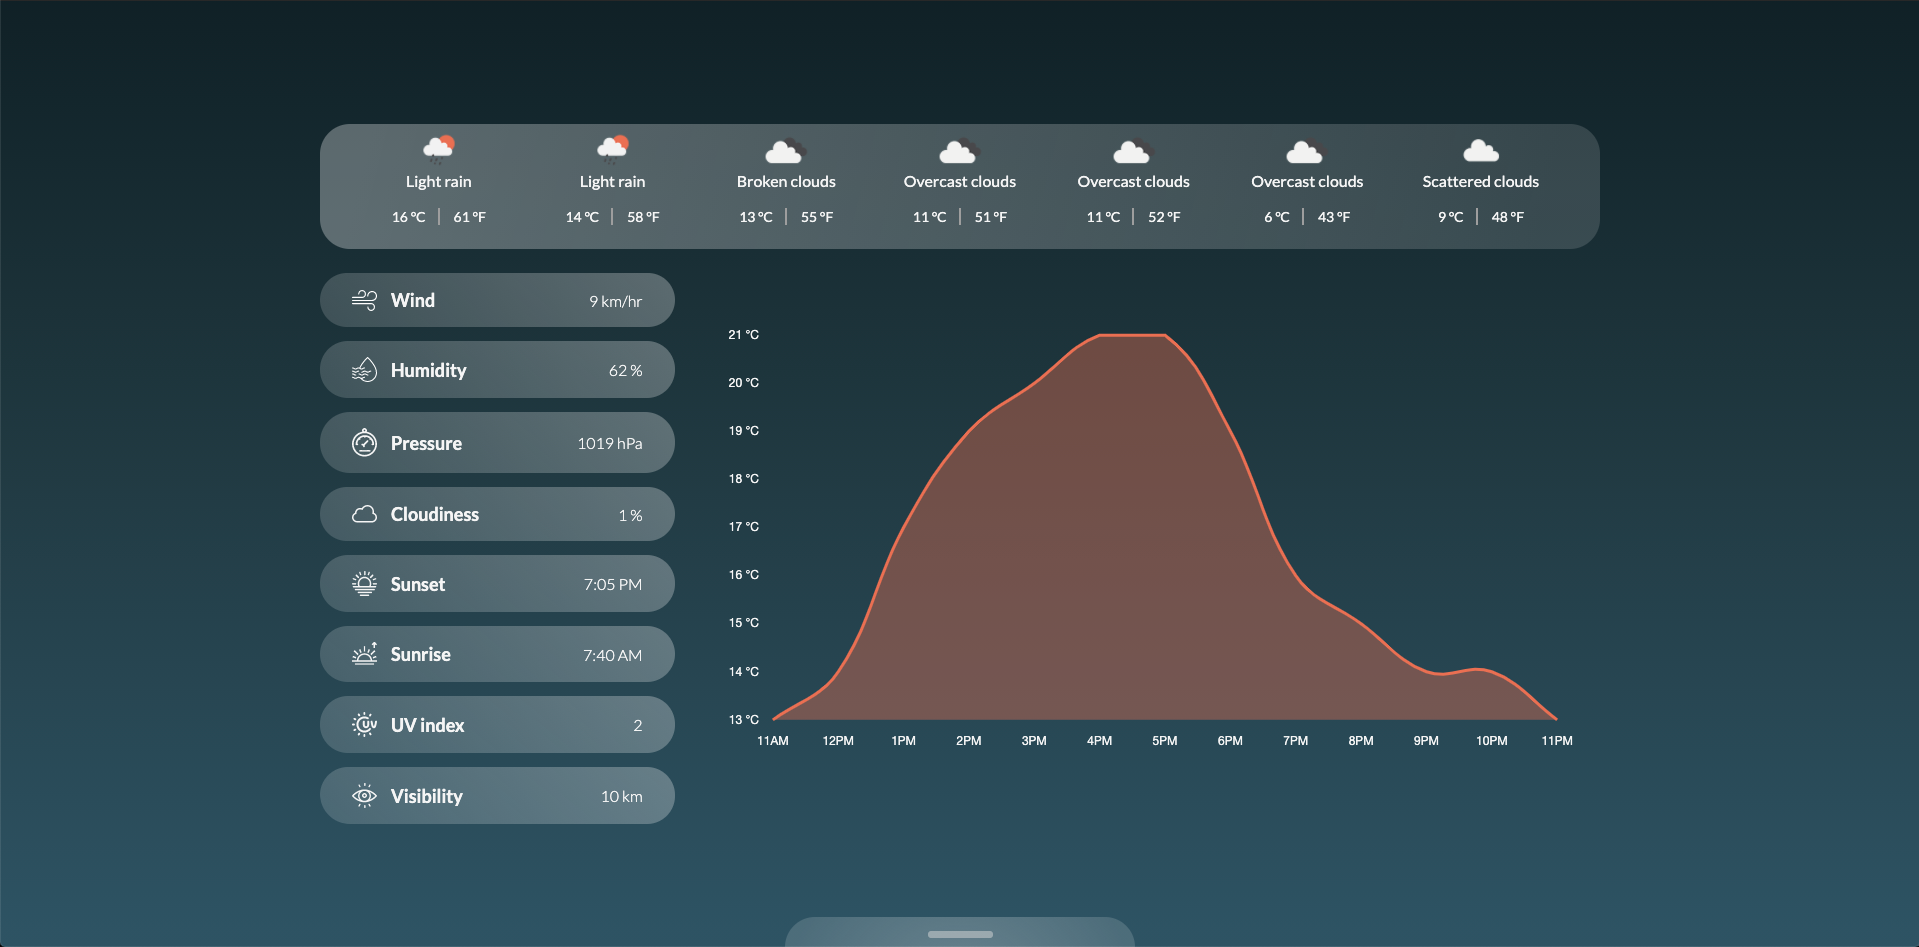 Light rain
16 °C | 61 °F
Light rain
14 °C | 58 °F
Broken clouds
13 °C | 55 °F
Overcast clouds
11 °C | 51 °F
Overcast clouds
11 °C | 52 °F
Overcast clouds
6 °C | 43 °F
Scattered clouds
9 °C | 48 °F
Wind 9 km/hr
Humidity 62 %
Pressure 1019 hPa
Cloudiness 1 %
Sunset 7:05 PM
Sunrise 7:40 AM
UV
UV index 2
Visibility 10 km
21 °C
20 °C
19 °C
18 °C
17 °C
16 °C
15 °C
14 °C
13 °C
11AM 12PM 1PM 2PM 3PM 4PM 5PM 6PM 7PM 8PM 9PM 10PM 11PM